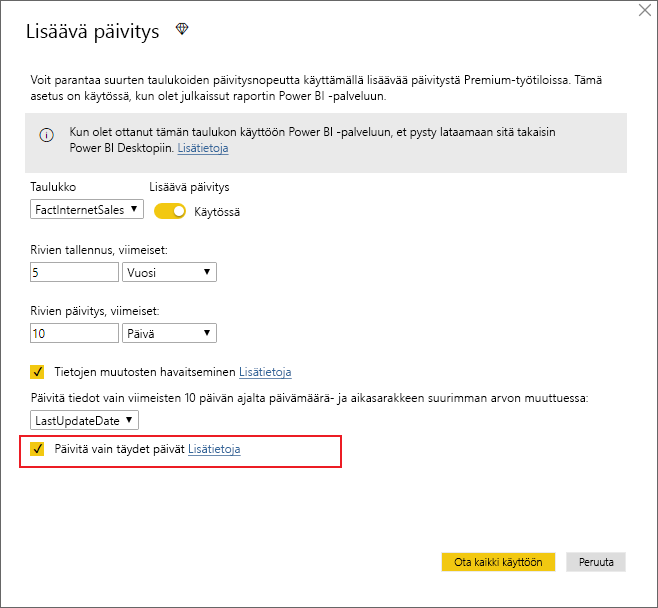 Lisäävä päivitys
Voit parantaa suurten taulukoiden päivitysnopeutta käyttämällä lisäävää päivitystä Premium-työtiloissa. Tämä
asetus on käytössä, kun olet julkaissut raportin Power BI -palveluun.
Kun olet ottanut tämän taulukon käyttöön Power BI -palveluun, et pysty lataamaan sitä takaisin
Power BI Desktopiin. Lisätietoja
Taulukko Lisäävä päivitys
FactInternetSales Käytössä
Rivien tallennus, viimeiset:
5 Vuosi
Rivien päivitys, viimeiset:
10 Päivä
Tietojen muutosten havaitseminen Lisätietoja
Päivitä tiedot vain viimeisten 10 päivän ajalta päivämäärä- ja aikasarakkeen suurimman arvon muuttuessa:
LastUpdateDate
Päivitä vain täydet päivät Lisätietoja
Ota kaikki käyttöön Peruuta